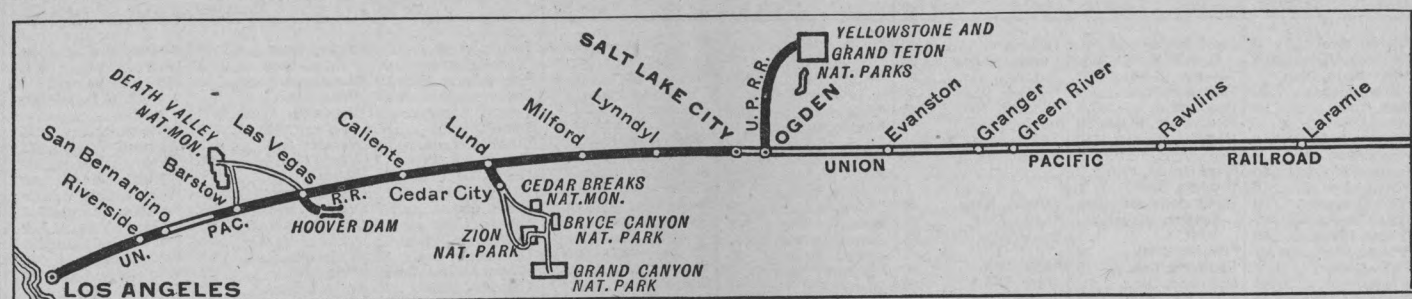 YELLOWSTONE AND
GRAND TETON
NAT. PARKS
SALT LAKE CITY
U. P. R. R.
OGDEN
Evanston
Granger
Green River
Rawlins
Laramie
UNION PACIFIC RAILROAD
DEATH VALLEY
NAT. MON.
Las Vegas
Caliente
Lund
Milford
Lynndyl
San Bernardino
Riverside
Barstow
UN. PAC. R.R.
HOOVER DAM
Cedar City
CEDAR BREAKS
NAT. MON.
BRYCE CANYON
NAT. PARK
ZION
NAT. PARK
GRAND CANYON
NAT. PARK
LOS ANGELES